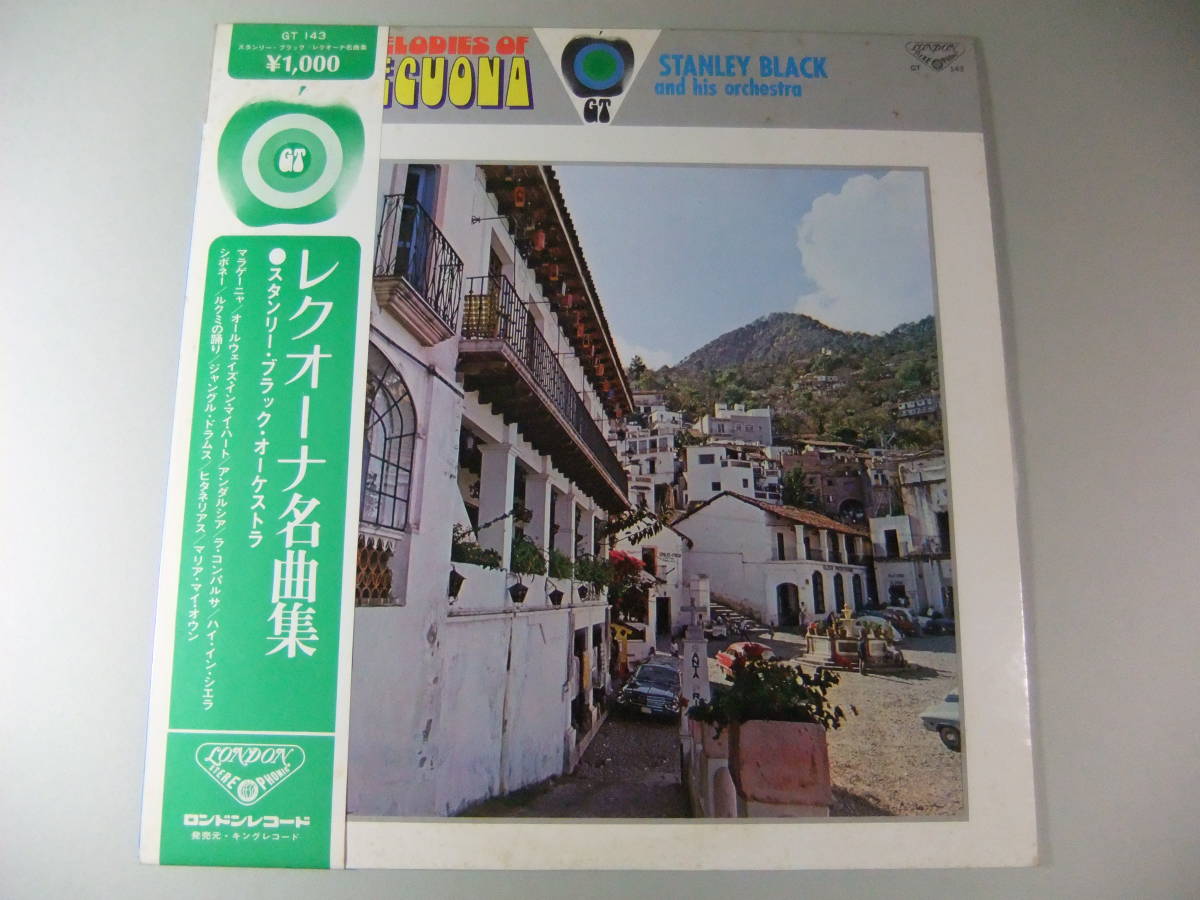 GT 143
スタンリー・ブラック/レクオーナ名曲集
¥1,000
GT
レクオーナ名曲集
●スタンリー・ブラック・オーケストラ
マラゲーニャ/オールウェイズ・イン・マイ・ハート/アンダルシア/ラ・コンパルサ/ハイ・イン・シエラ
シボネー/ルクミの踊り/ジャングル・ドラムス/ヒタネリアス/マリア・マイ・オウン
LONDON
STEREOPHONIC
ロンドンレコード
発売元・キングレコード
ELODIES OF
CUONA
GT
STANLEY BLACK
and his orchestra
LONDON
GT 143